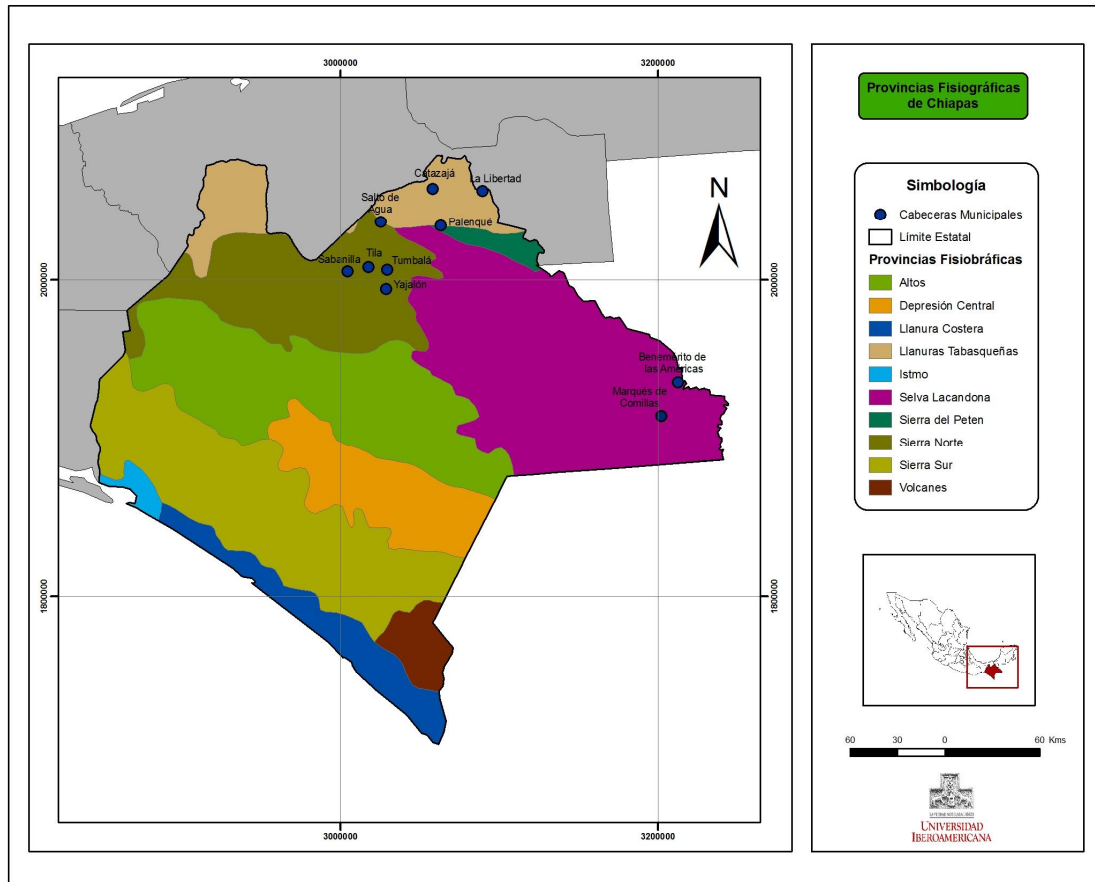 3000000
3200000
2000000
2000000
1800000
1800000
3000000
3200000
Catazajá
La Libertad
Salto de
Agua
Palenqué
Sabanilla
Tila
Tumbalá
Yajalón
Benemérito de
las Américas
Marqués de
Comillas
N
Provincias Fisiográficas
de Chiapas
Simbología
Cabeceras Municipales
Límite Estatal
Provincias Fisiobráficas
Altos
Depresión Central
Llanura Costera
Llanuras Tabasqueñas
Istmo
Selva Lacandona
Sierra del Peten
Sierra Norte
Sierra Sur
Volcanes
60 30 0 60 Kms
UNIVERSIDAD
IBEROAMERICANA